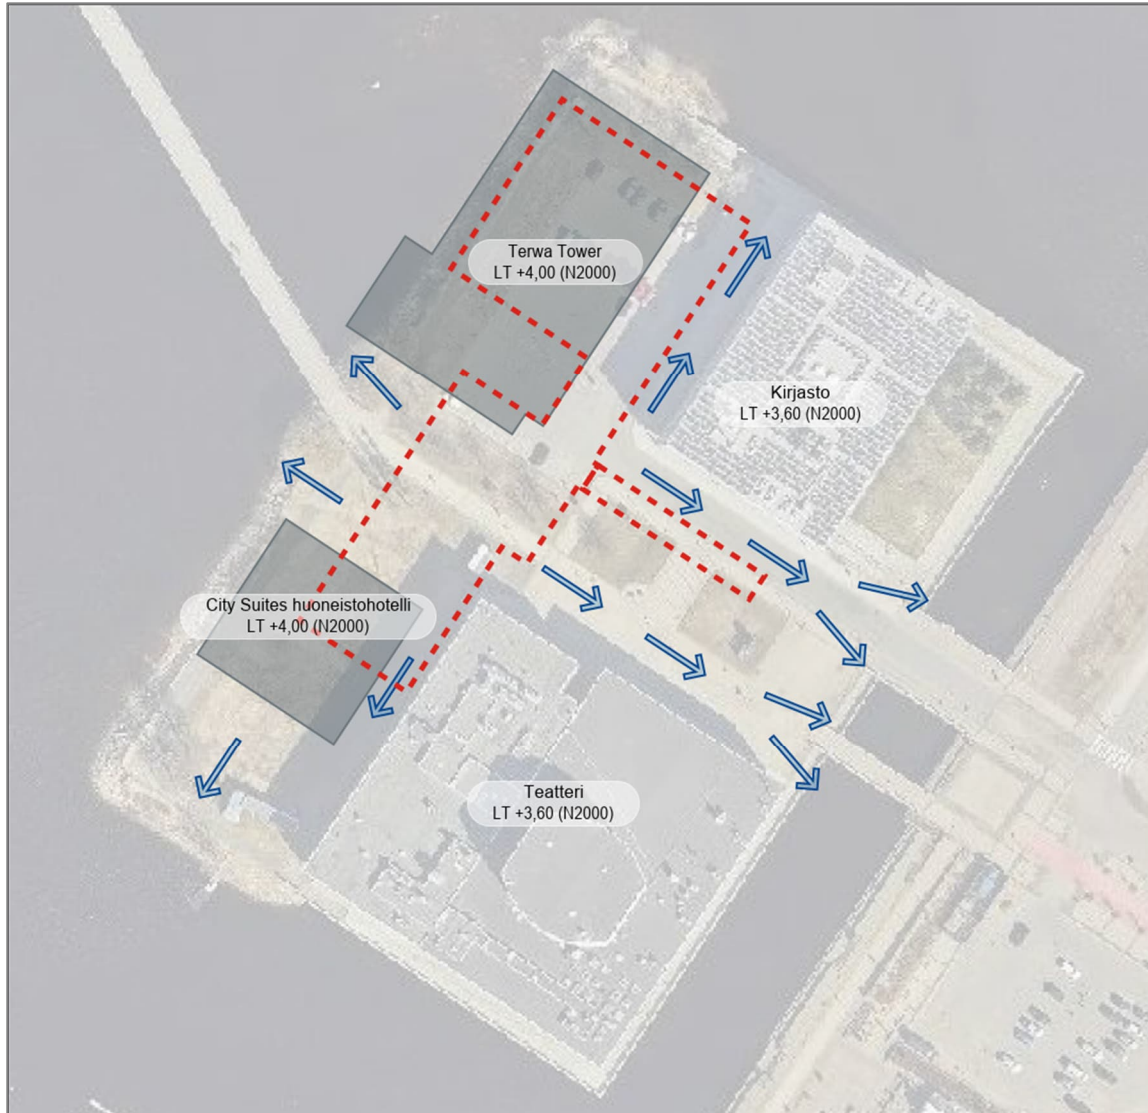 Terwa Tower
LT +4,00 (N2000)
Kirjasto
LT +3,60 (N2000)
City Suites huoneistohotelli
LT +4,00 (N2000)
Teatteri
LT +3,60 (N2000)